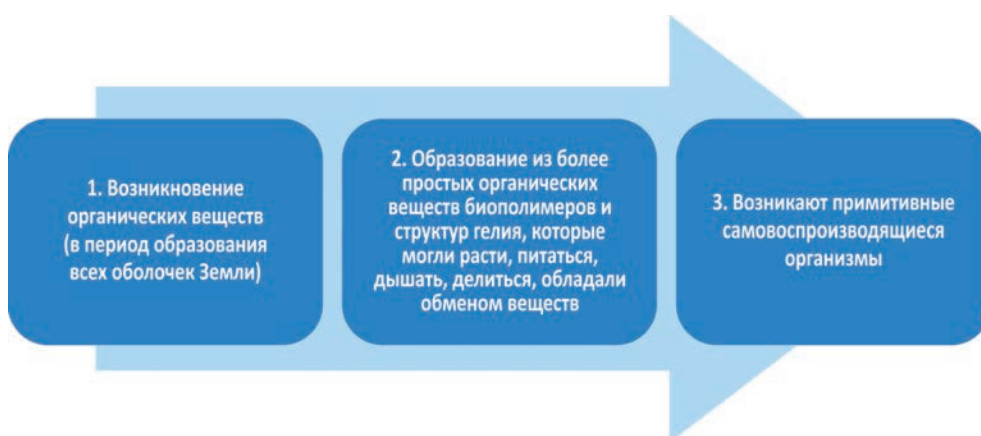 1. Возникновение
органических веществ
(в период образования
всех оболочек Земли)
2. Образование из более
простых органических
веществ биополимеров и
структур гелия, которые
могли расти, питаться,
дышать, делиться, обладали
обменом веществ
3. Возникают примитивные
самовоспроизводящиеся
организмы